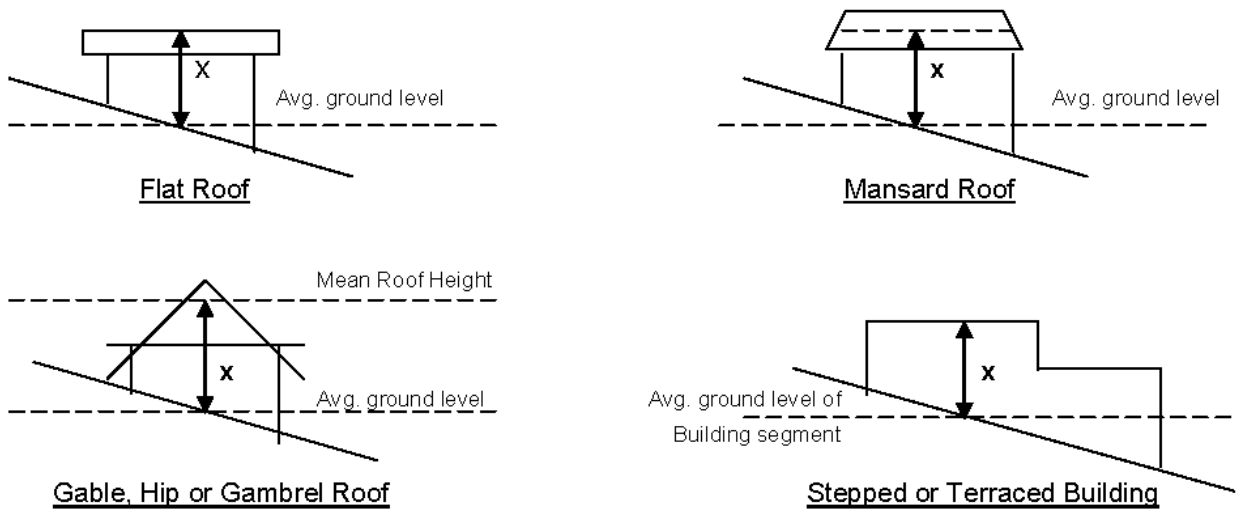 X
Avg. ground level
Flat Roof
x
Avg. ground level
Mansard Roof
Mean Roof Height
x
Avg. ground level
Gable, Hip or Gambrel Roof
x
Avg. ground level of
Building segment
Stepped or Terraced Building